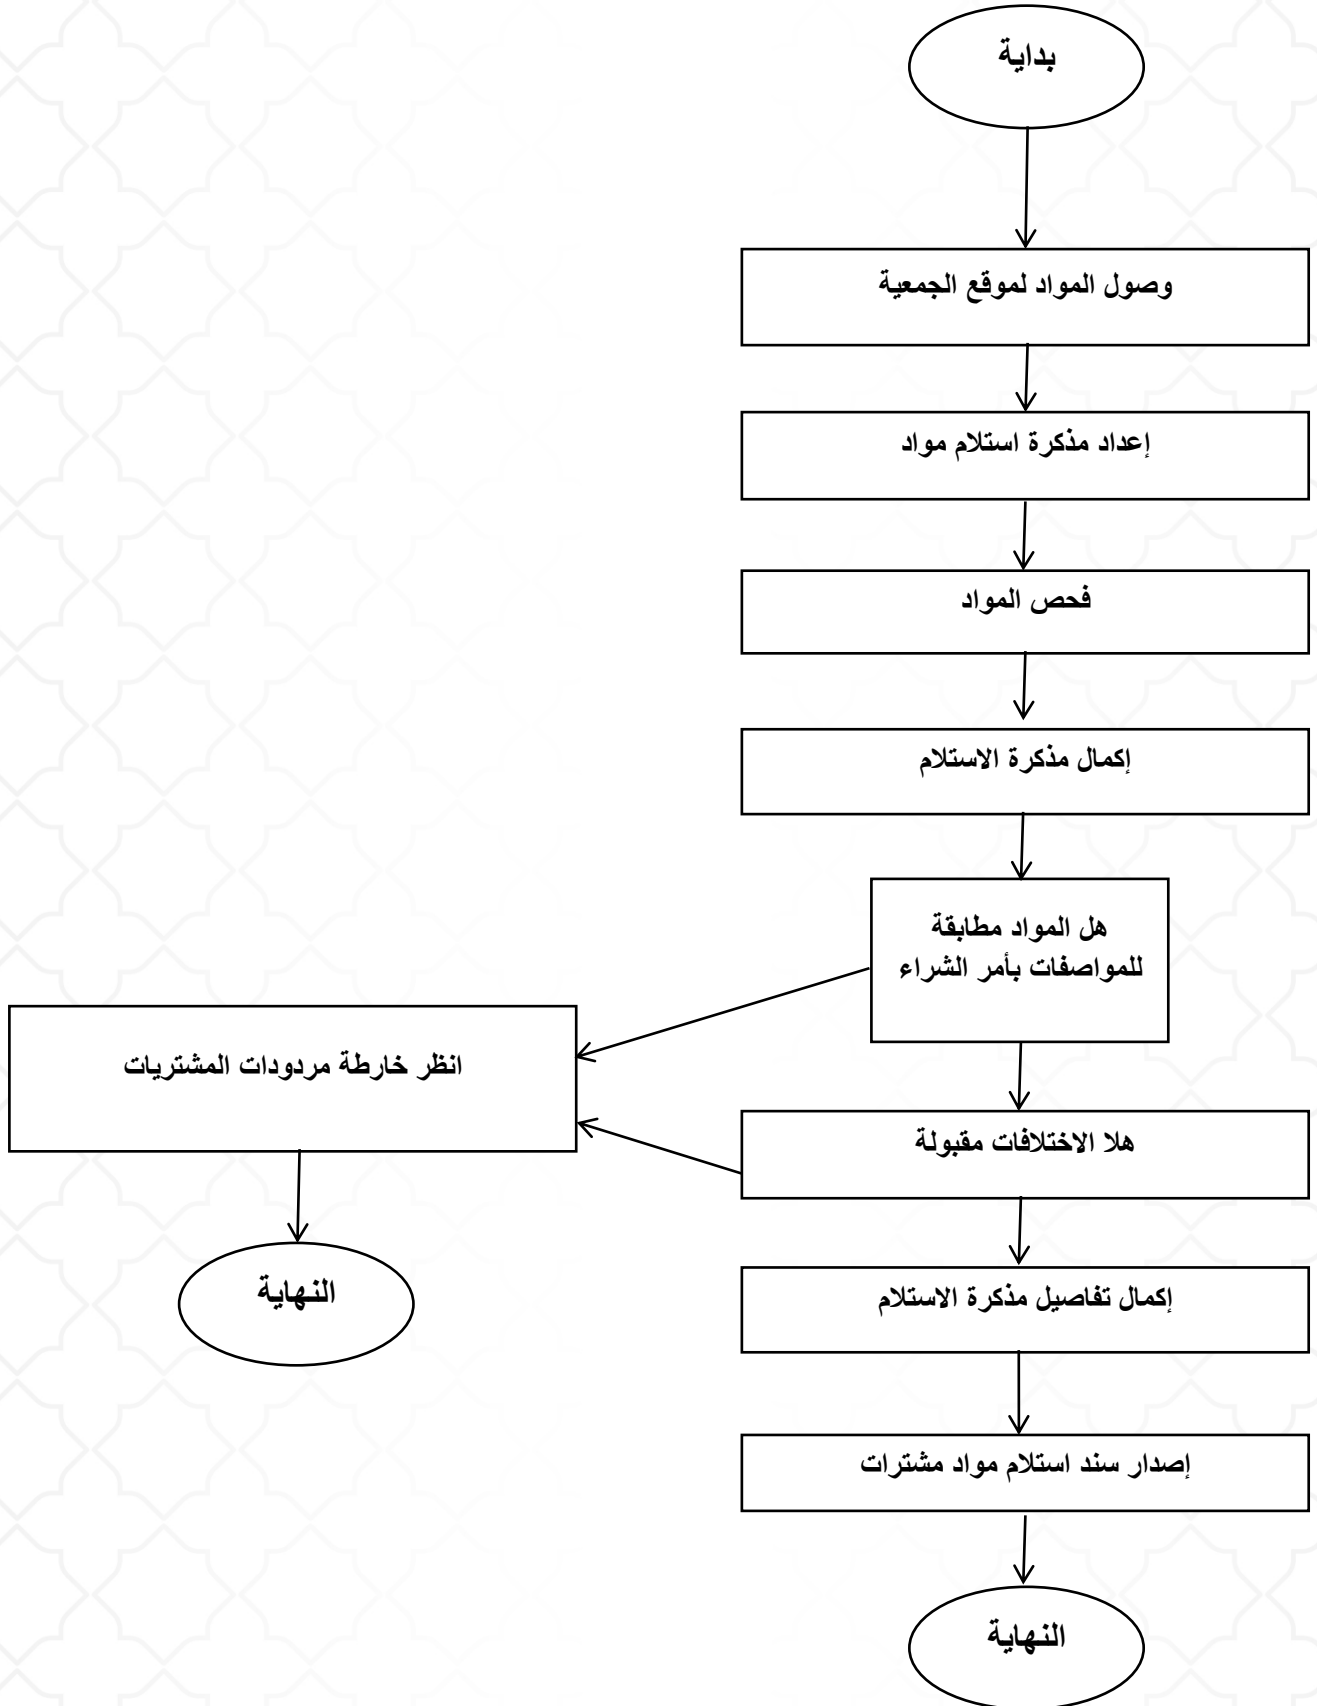 بداية
وصول المواد لموقع الجمعية
إعداد مذكرة استلام مواد
فحص المواد
إكمال مذكرة الاستلام
هل المواد مطابقة
للمواصفات بأمر الشراء
انظر خارطة مردودات المشتريات
هلا الاختلافات مقبولة
النهاية
إكمال تفاصيل مذكرة الاستلام
إصدار سند استلام مواد مشترات
النهاية